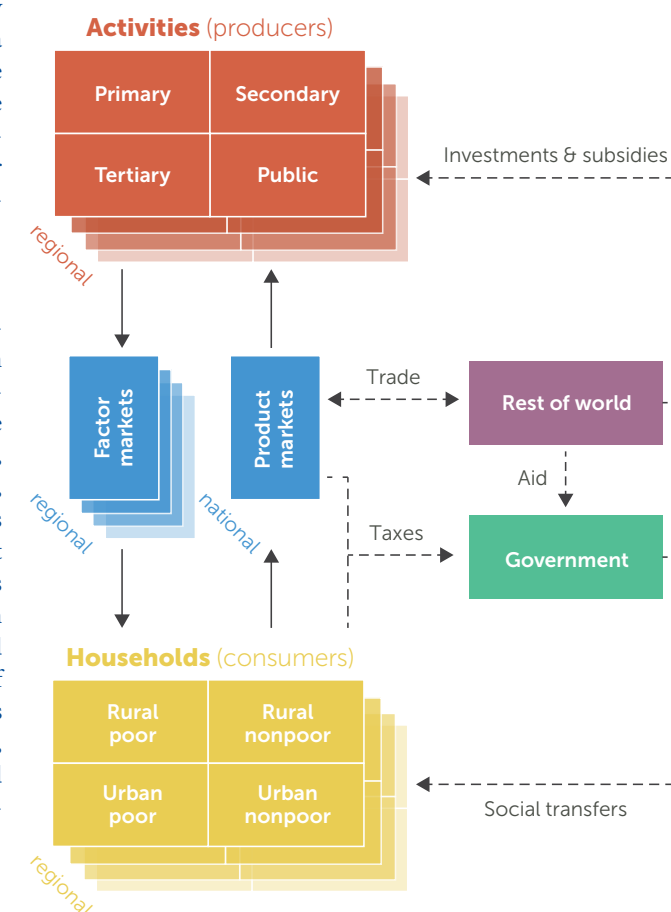 Activities (producers)
Primary
Secondary
Tertiary
Public
regional
Investments & subsidies
Factor
markets
regional
Product
markets
national
Trade
Rest of world
Aid
Taxes
Government
Households (consumers)
Rural
poor
Rural
nonpoor
Urban
poor
Urban
nonpoor
regional
Social transfers